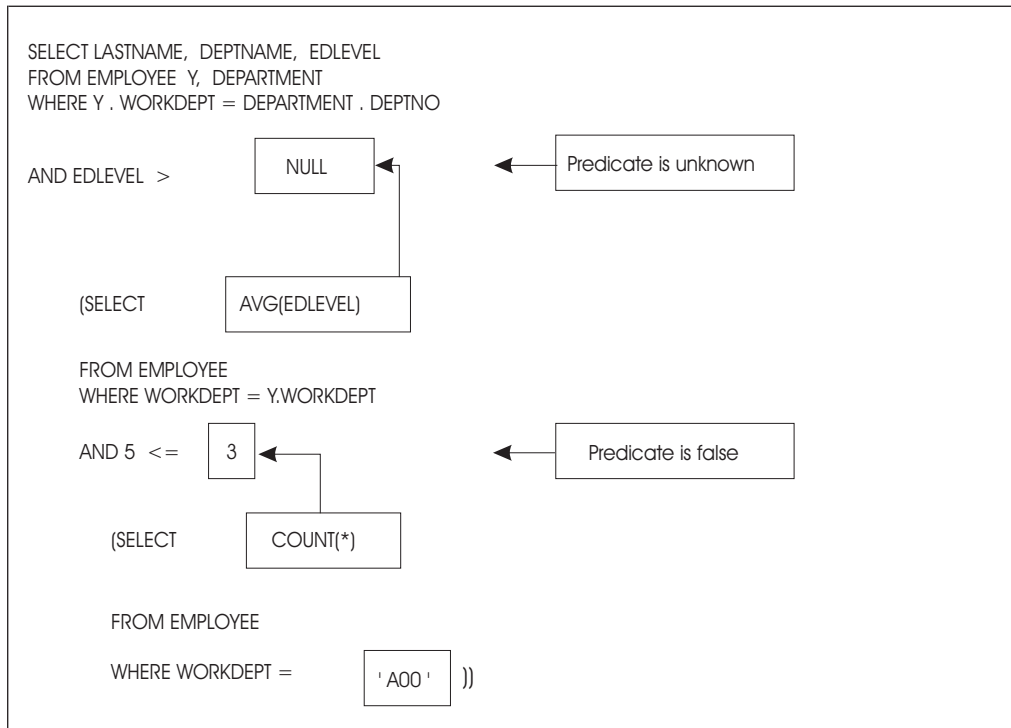 SELECT LASTNAME, DEPTNAME, EDLEVEL
FROM EMPLOYEE Y, DEPARTMENT
WHERE Y . WORKDEPT = DEPARTMENT . DEPTNO
AND EDLEVEL > NULL Predicate is unknown
(SELECT AVG(EDLEVEL)
FROM EMPLOYEE
WHERE WORKDEPT = Y.WORKDEPT
AND 5 <= 3 Predicate is false
(SELECT COUNT(*)
FROM EMPLOYEE
WHERE WORKDEPT = ' A00 ' ))